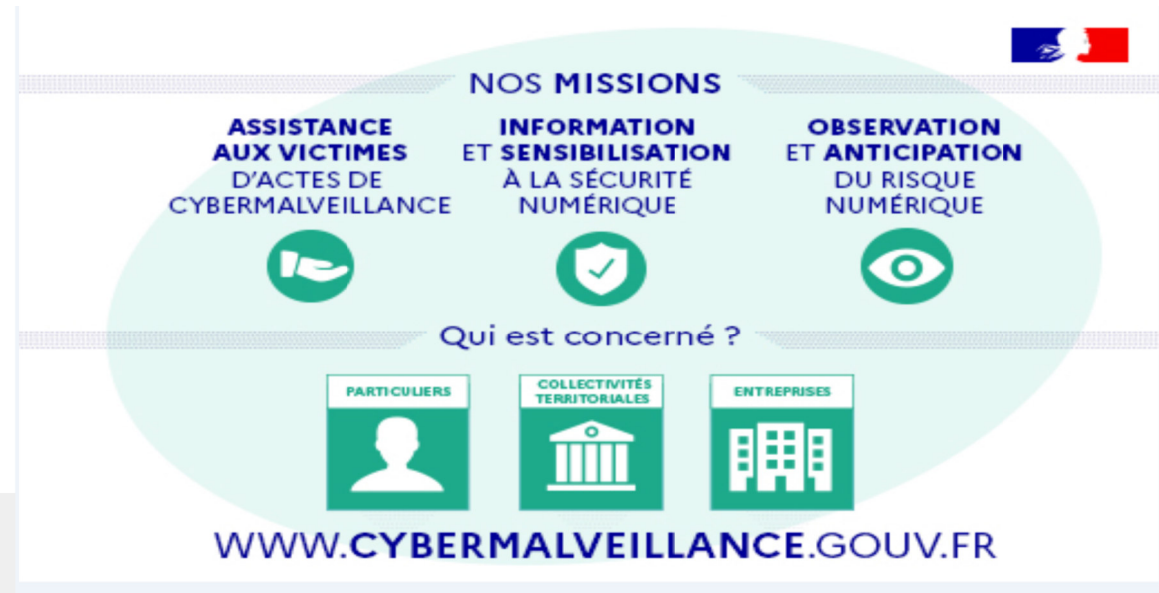 NOS MISSIONS
ASSISTANCE
AUX VICTIMES
D'ACTES DE
CYBERMALVEILLANCE
INFORMATION
ET SENSIBILISATION
À LA SÉCURITÉ
NUMÉRIQUE
OBSERVATION
ET ANTICIPATION
DU RISQUE
NUMÉRIQUE
Qui est concerné ?
PARTICULIERS
COLLECTIVITÉS
TERRITORIALES
ENTREPRISES
WWW.CYBERMALVEILLANCE.GOUV.FR